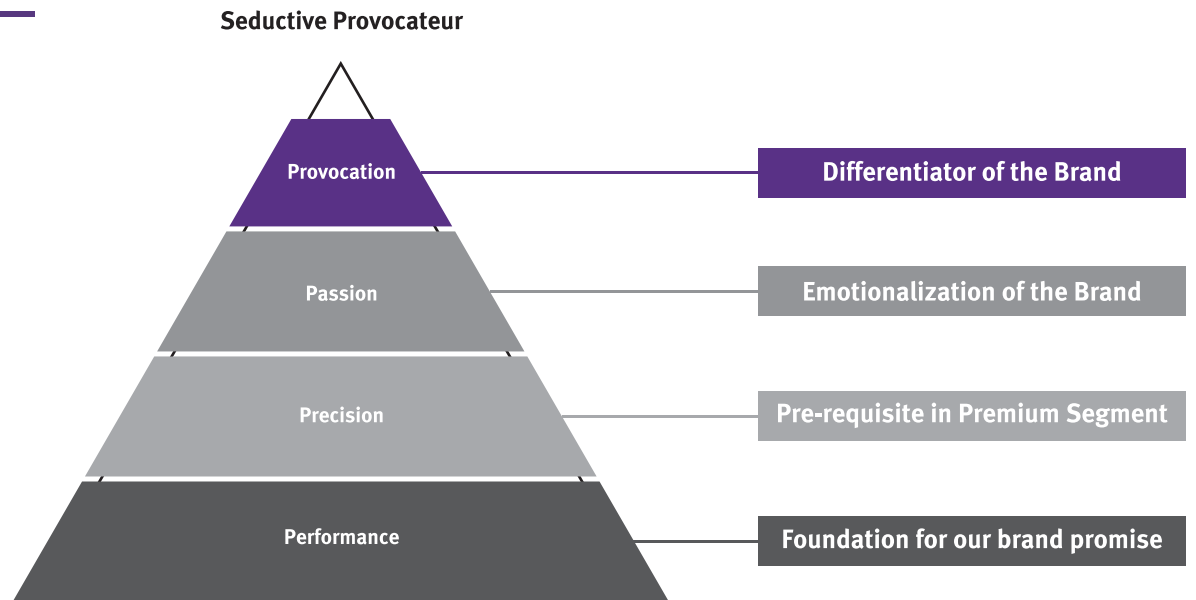 Seductive Provocateur
Provocation
Differentiator of the Brand
Passion
Emotionalization of the Brand
Precision
Pre-requisite in Premium Segment
Performance
Foundation for our brand promise